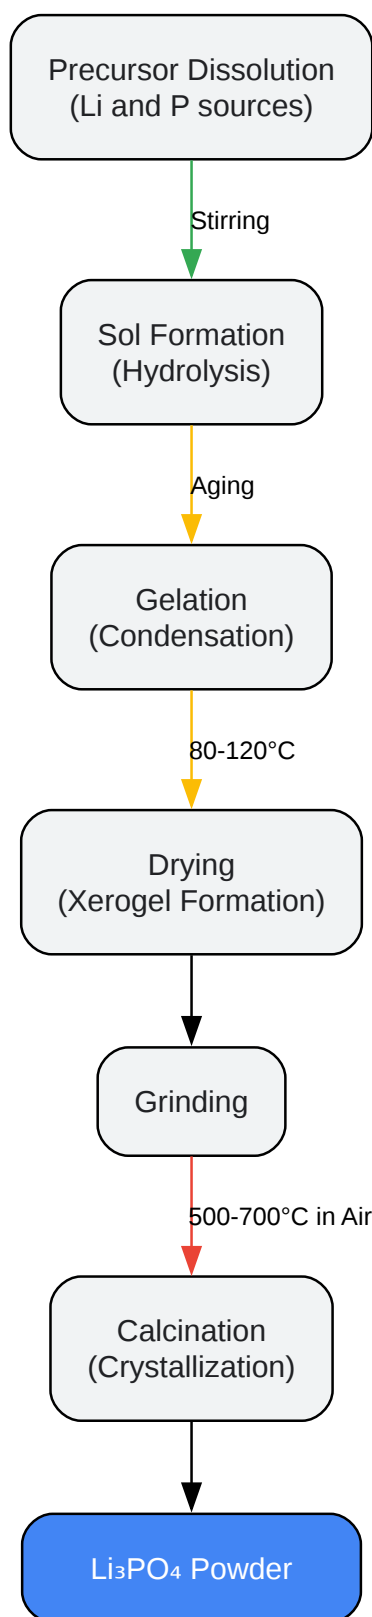 Precursor Dissolution
(Li and P sources)
Stirring
Sol Formation
(Hydrolysis)
Aging
Gelation
(Condensation)
80-120°C
Drying
(Xerogel Formation)
Grinding
500-700°C in Air
Calcination
(Crystallization)
Li₃PO₄ Powder